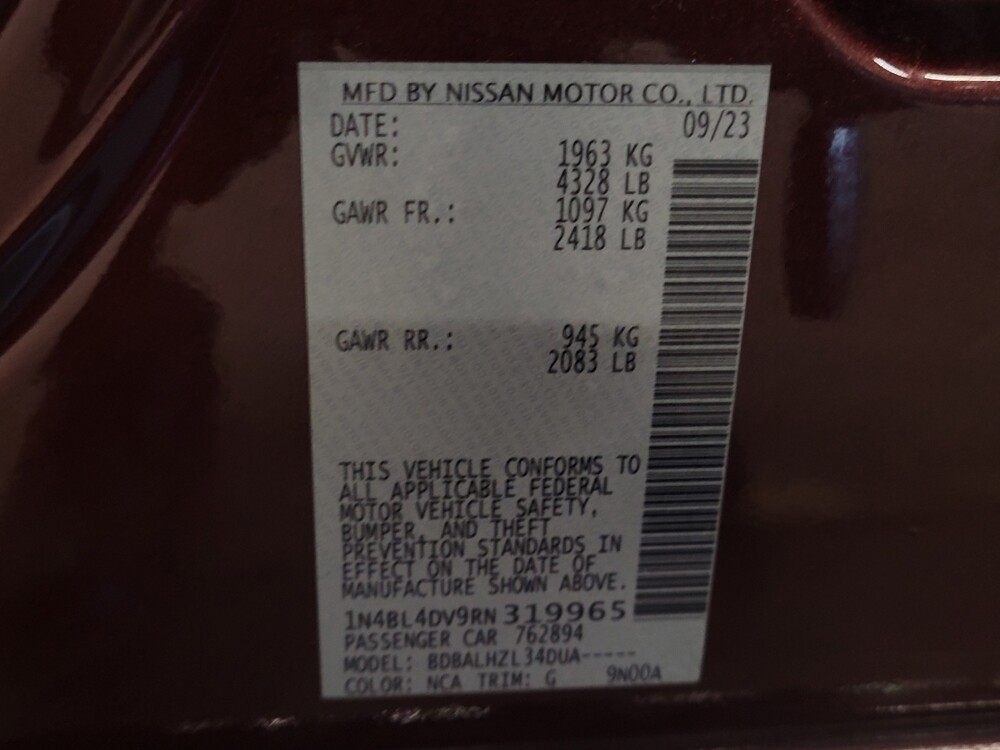 MFD BY NISSAN MOTOR CO., LTD.
DATE: 09/23
GVWR: 1963 KG
4328 LB
GAWR FR.: 1097 KG
2418 LB
GAWR RR.: 945 KG
2083 LB
THIS VEHICLE CONFORMS TO
ALL APPLICABLE FEDERAL
MOTOR VEHICLE SAFETY,
BUMPER, AND THEFT
PREVENTION STANDARDS IN
EFFECT ON THE DATE OF
MANUFACTURE SHOWN ABOVE.
1N4BL4DV9RN 319965
PASSENGER CAR 762894
MODEL: BDBALHZL34DUA-----
COLOR: NCA TRIM: G 9N00A